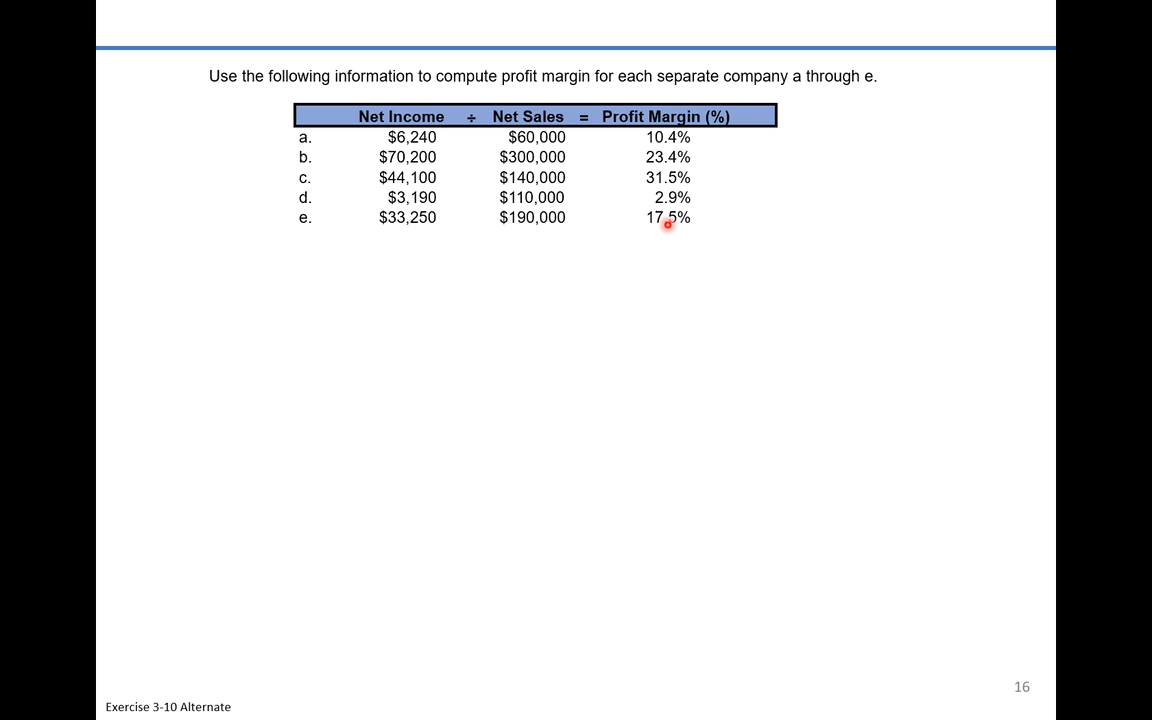 Use the following information to compute profit margin for each separate company a through e.
Net Income ÷ Net Sales = Profit Margin (%)
a. $6,240 $60,000 10.4%
b. $70,200 $300,000 23.4%
c. $44,100 $140,000 31.5%
d. $3,190 $110,000 2.9%
e. $33,250 $190,000 17.5%
16
Exercise 3-10 Alternate